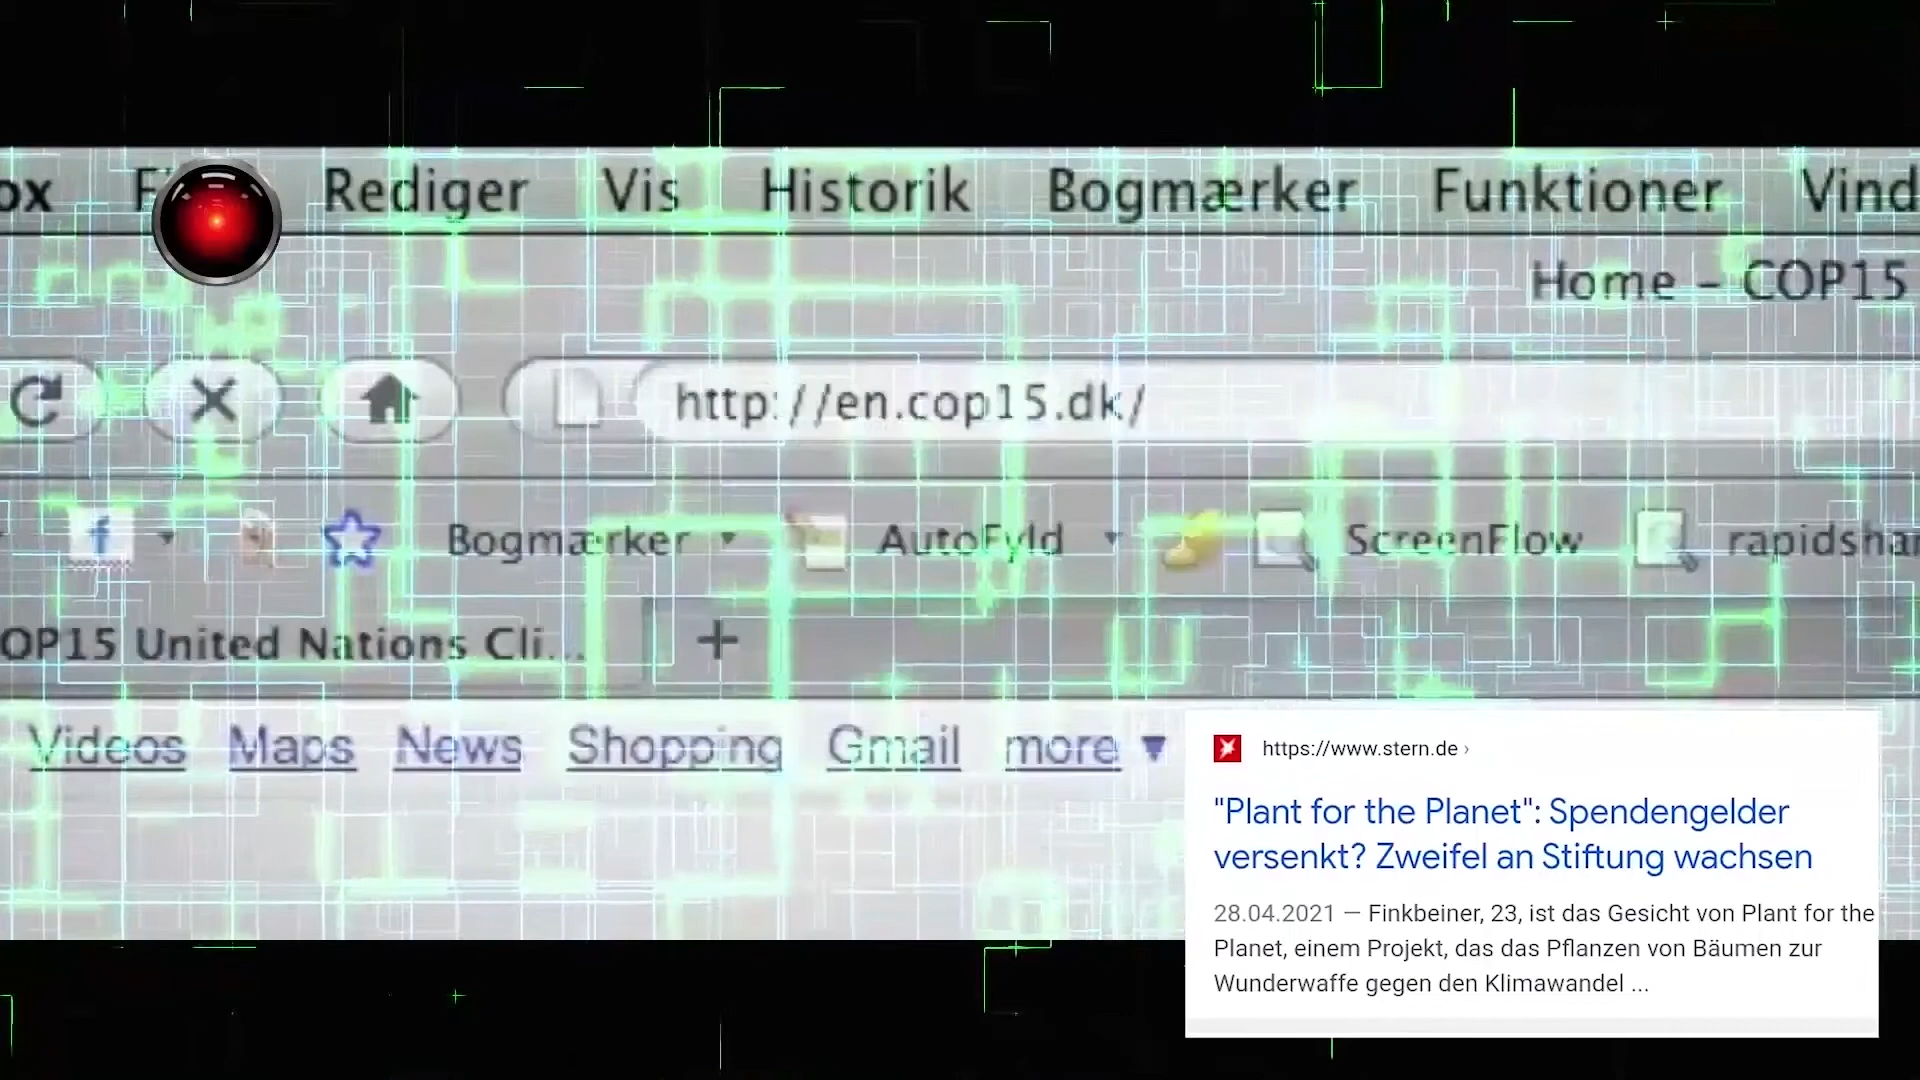 ox Rediger Vis Historik Bogmærker Funktioner Vind
Home – COP15
http://en.cop15.dk/
Bogmærker AutoFyld ScreenFlow rapidshar
OP15 United Nations Cli...
Videos Maps News Shopping Gmail more ▼
https://www.stern.de ›
"Plant for the Planet": Spendengelder
versenkt? Zweifel an Stiftung wachsen
28.04.2021 — Finkbeiner, 23, ist das Gesicht von Plant for the
Planet, einem Projekt, das das Pflanzen von Bäumen zur
Wunderwaffe gegen den Klimawandel ...